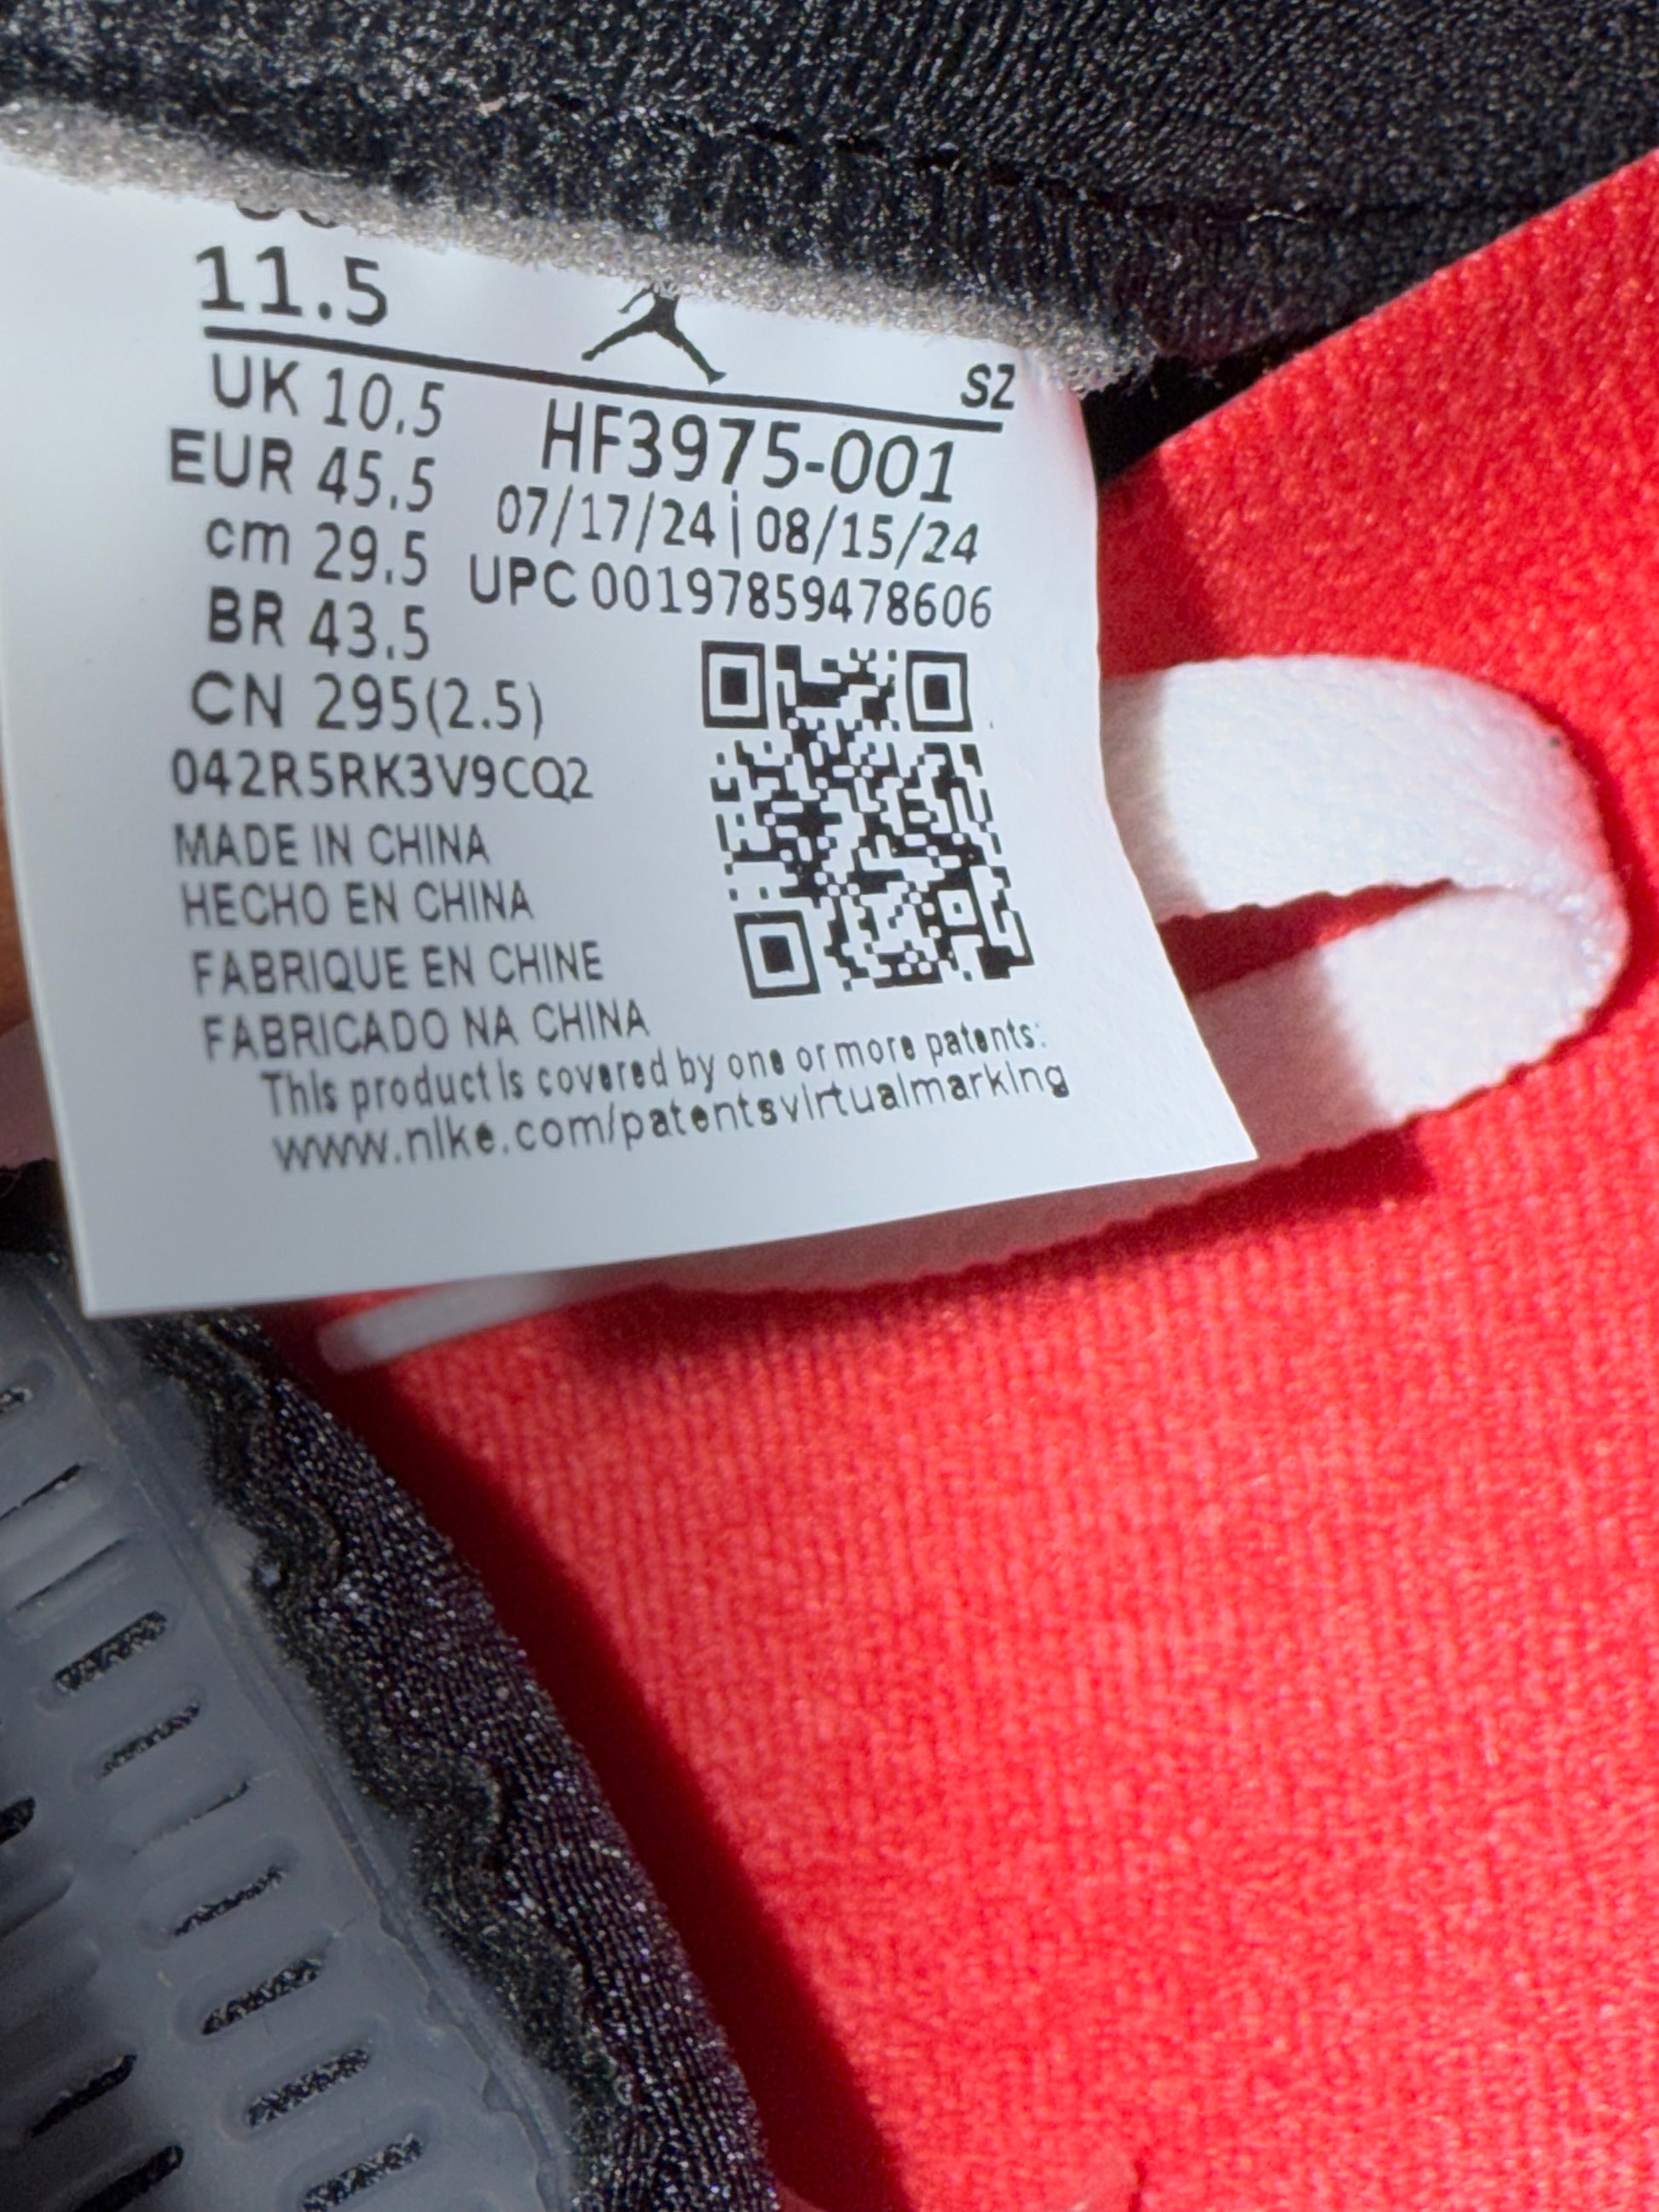 11.5
SZ
UK 10.5
HF3975-001
EUR 45.5
07/17/24 | 08/15/24
cm 29.5
UPC 00197859478606
BR 43.5
CN 295(2.5)
042R5RK3V9CQ2
MADE IN CHINA
HECHO EN CHINA
FABRIQUE EN CHINE
FABRICADO NA CHINA
This product is covered by one or more patents:
www.nike.com/patentsvirtualmarking